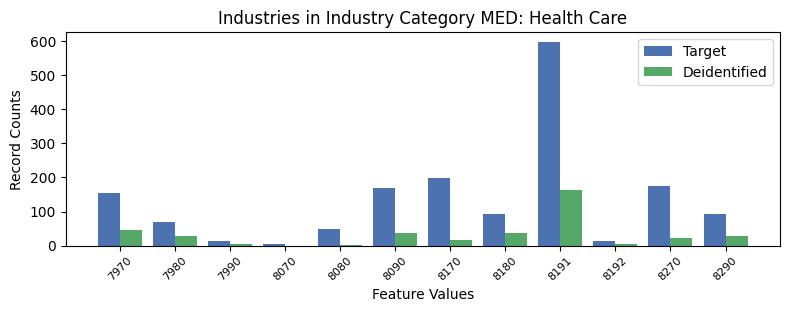 Industries in Industry Category MED: Health Care
Target
Deidentified
Record Counts
600
500
400
300
200
100
0
7970 7980 7990 8070 8080 8090 8170 8180 8191 8192 8270 8290
Feature Values